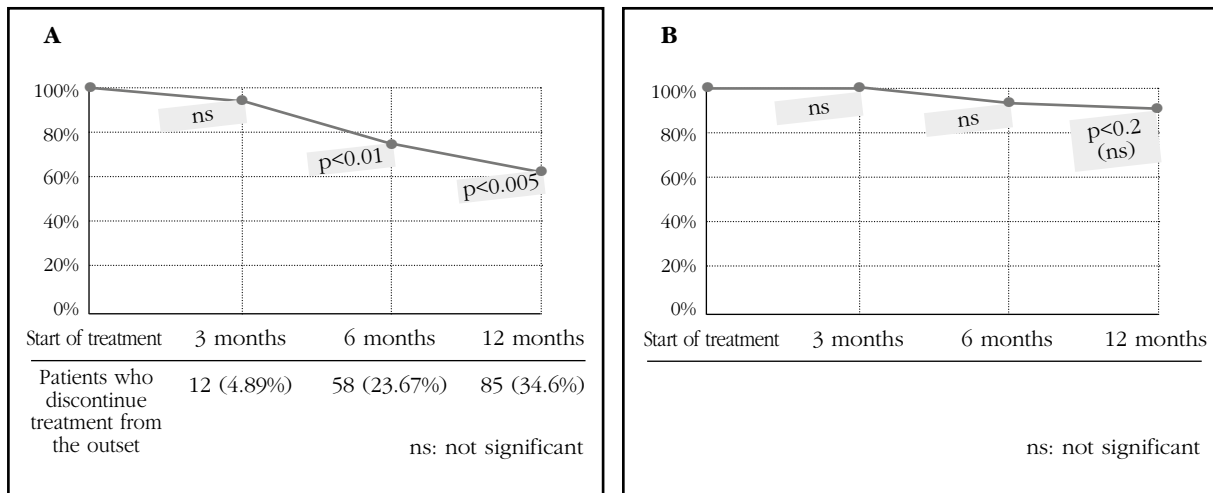 A
100%
80%
60%
40%
20%
0%
ns
p<0.01
p<0.005
Start of treatment 3 months 6 months 12 months
Patients who 12 (4.89%) 58 (23.67%) 85 (34.6%)
discontinue
treatment from
the outset
ns: not significant
B
100%
80%
60%
40%
20%
0%
ns
ns
p<0.2
(ns)
Start of treatment 3 months 6 months 12 months
ns: not significant